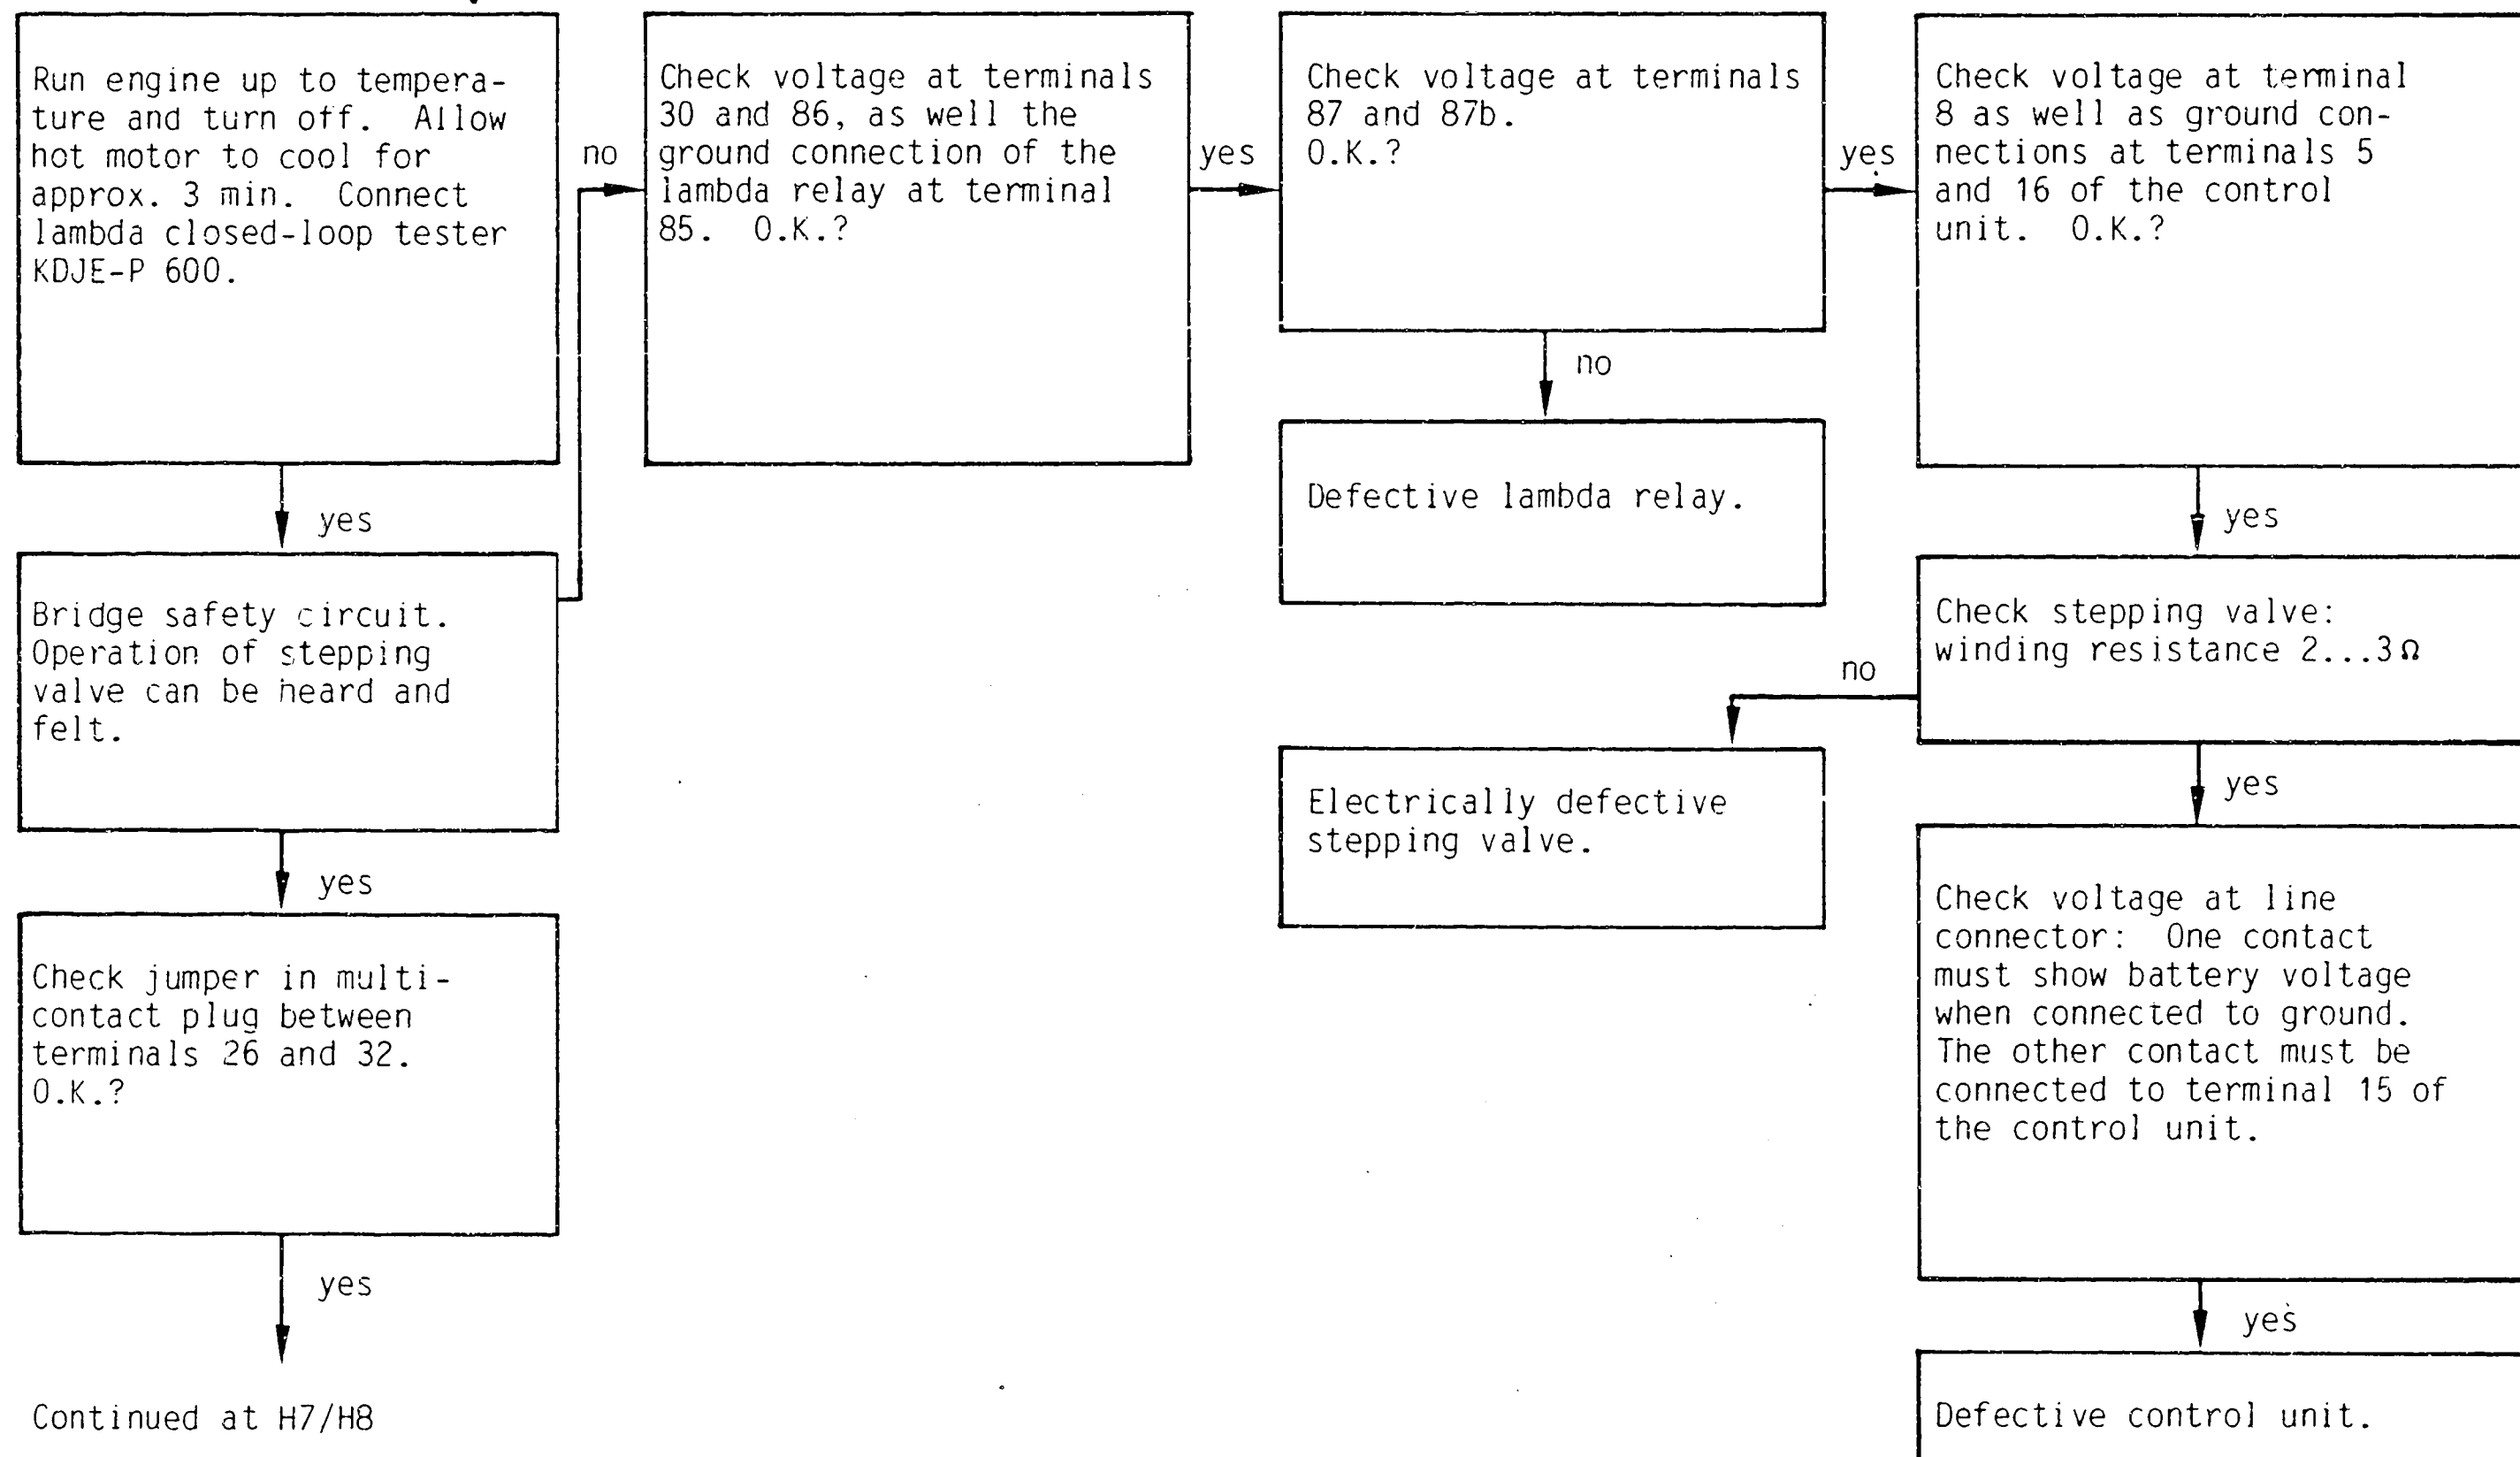 Run engine up to tempera-
ture and turn off. Allow
hot motor to cool for
approx. 3 min. Connect
lambda closed-loop tester
KDJE-P 600.
yes
Bridge safety circuit.
Operation of stepping
valve can be heard and
felt.
no
yes
Check jumper in multi-
contact plug between
terminals 26 and 32.
O.K.?
yes
Continued at H7/H8
Check voltage at terminals
30 and 86, as well the
ground connection of the
lambda relay at terminal
85. O.K.?
yes
Check voltage at terminals
87 and 87b.
O.K.?
yes
no
Defective lambda relay.
Check voltage at terminal
8 as well as ground con-
nections at terminals 5
and 16 of the control
unit. O.K.?
yes
Check stepping valve:
winding resistance 2...3Ω
no
Electrically defective
stepping valve.
yes
Check voltage at line
connector: One contact
must show battery voltage
when connected to ground.
The other contact must be
connected to terminal 15 of
the control unit.
yes
Defective control unit.